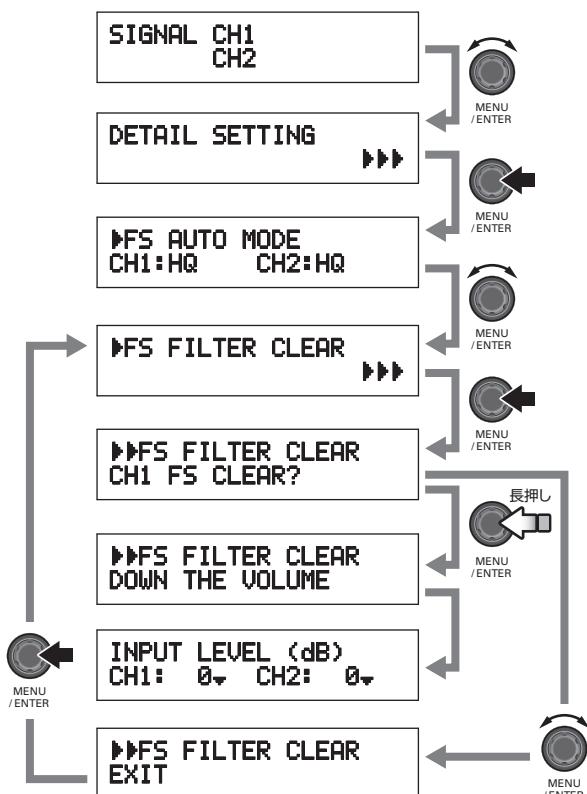 SIGNAL CH1
CH2
MENU
/ ENTER
DETAIL SETTING
▶▶▶
MENU
/ ENTER
▶FS AUTO MODE
CH1:HQ CH2:HQ
MENU
/ ENTER
▶FS FILTER CLEAR
▶▶▶
MENU
/ ENTER
▶▶FS FILTER CLEAR
CH1 FS CLEAR?
長押し
MENU
/ ENTER
▶▶FS FILTER CLEAR
DOWN THE VOLUME
INPUT LEVEL (dB)
CH1: 0▾ CH2: 0▾
MENU
/ ENTER
▶▶FS FILTER CLEAR
EXIT
MENU
/ ENTER